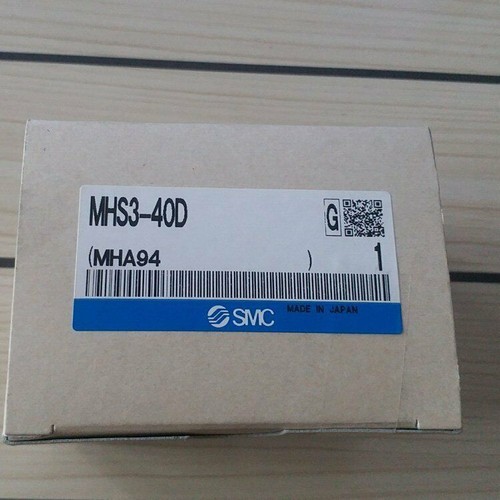 MHS3-40D
G
(MHA94 ) 1
SMC MADE IN JAPAN